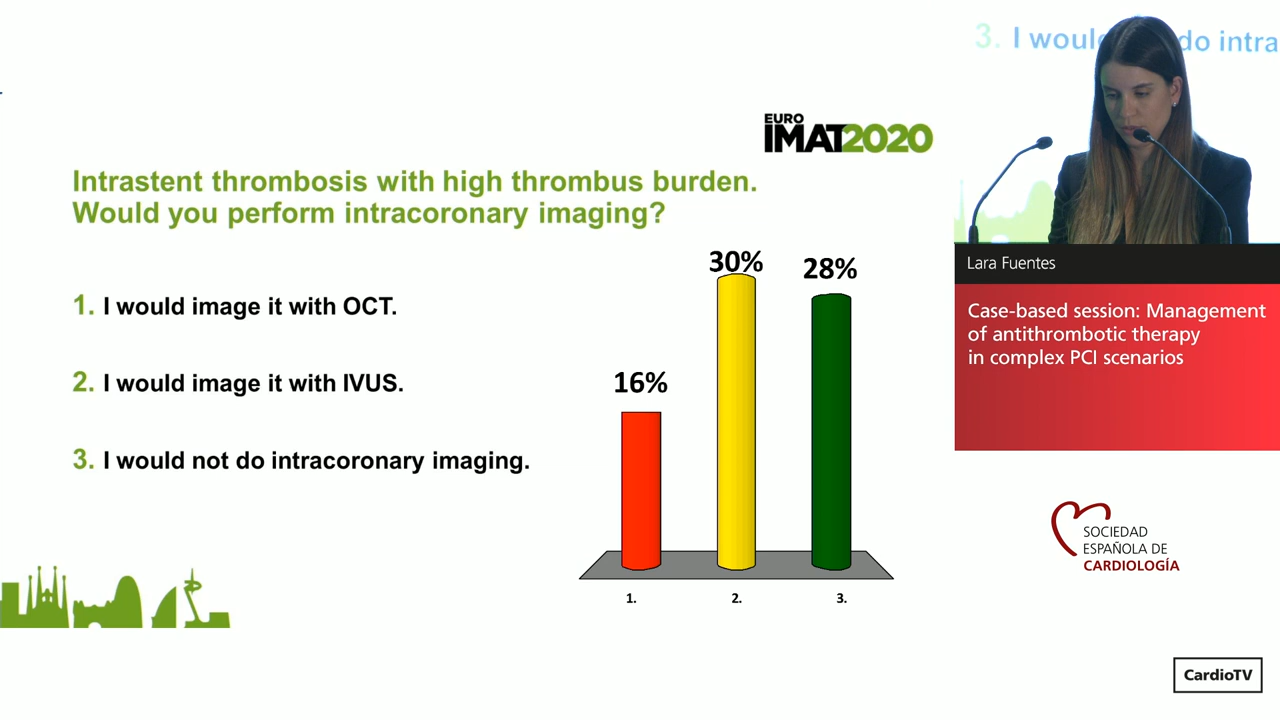 3. I would do intra
EURO
IMAT2020
Intrastent thrombosis with high thrombus burden.
Would you perform intracoronary imaging?
1. I would image it with OCT.
2. I would image it with IVUS.
3. I would not do intracoronary imaging.
16%
30%
28%
1.
2.
3.
Lara Fuentes
Case-based session: Management
of antithrombotic therapy
in complex PCI scenarios
SOCIEDAD
ESPAÑOLA DE
CARDIOLOGÍA
CardioTV